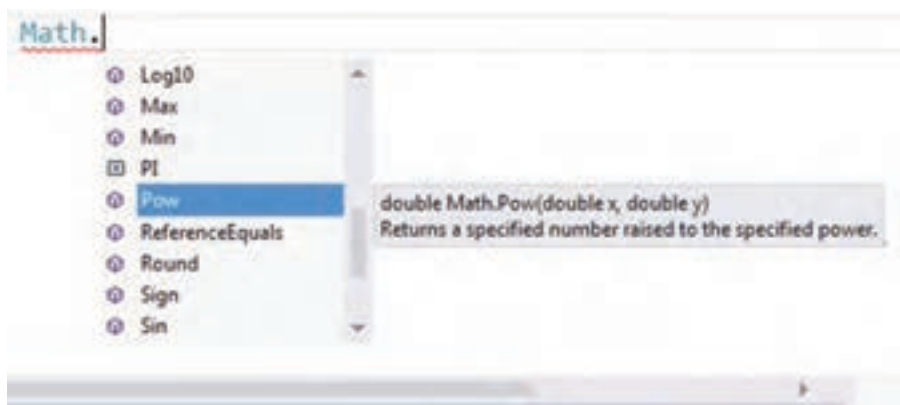 Math.
Log10
Max
Min
PI
Pow
double Math.Pow(double x, double y)
Returns a specified number raised to the specified power.
ReferenceEquals
Round
Sign
Sin